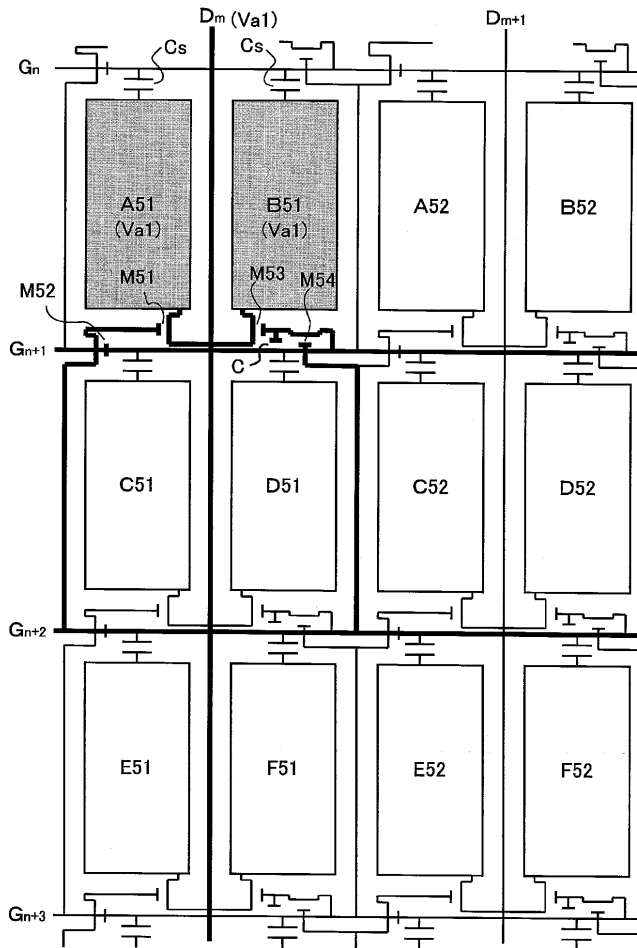 Dm (Va1)
Dm+1
Cs
Cs
Gn
A51
(Va1)
B51
(Va1)
A52
B52
M52
M51
M53
M54
Gn+1
C
C51
D51
C52
D52
Gn+2
E51
F51
E52
F52
Gn+3